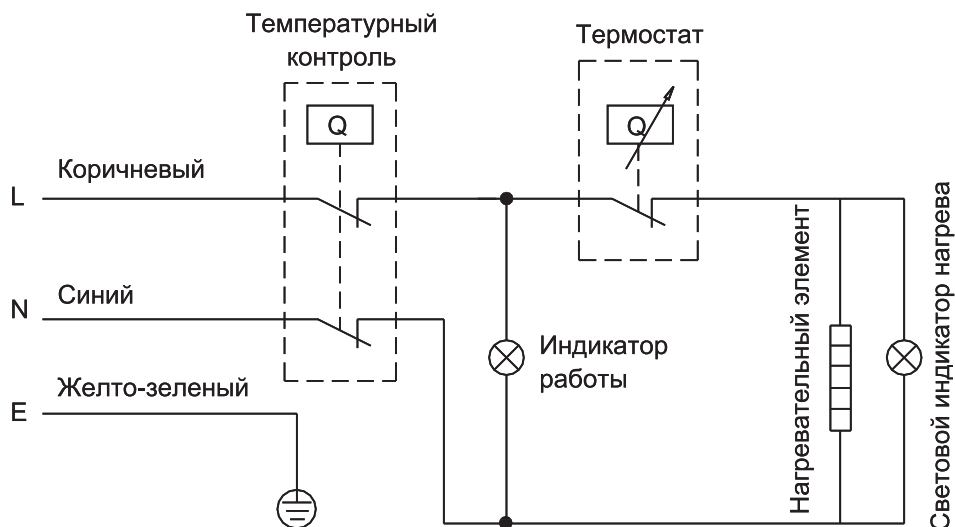 Температурный
контроль
Термостат
Q
Q
Коричневый
L
Синий
N
Индикатор
работы
Желто-зеленый
E
Нагревательный элемент
Световой индикатор нагрева